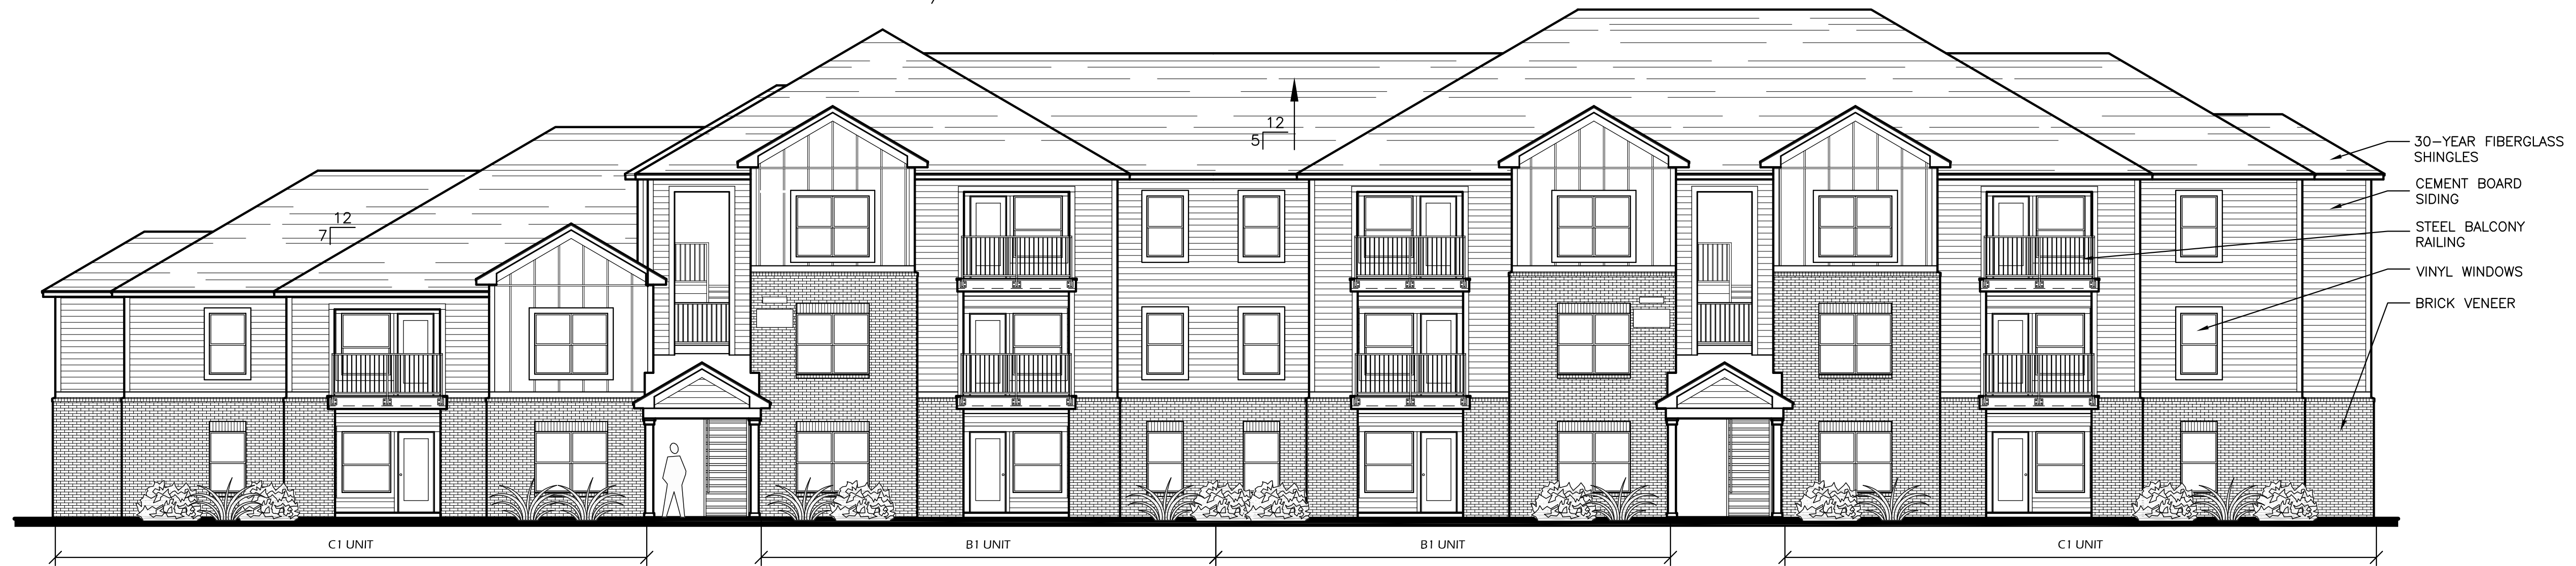 12
5
12
7
30-YEAR FIBERGLASS
SHINGLES
CEMENT BOARD
SIDING
STEEL BALCONY
RAILING
VINYL WINDOWS
BRICK VENEER
C1 UNIT
B1 UNIT
B1 UNIT
C1 UNIT